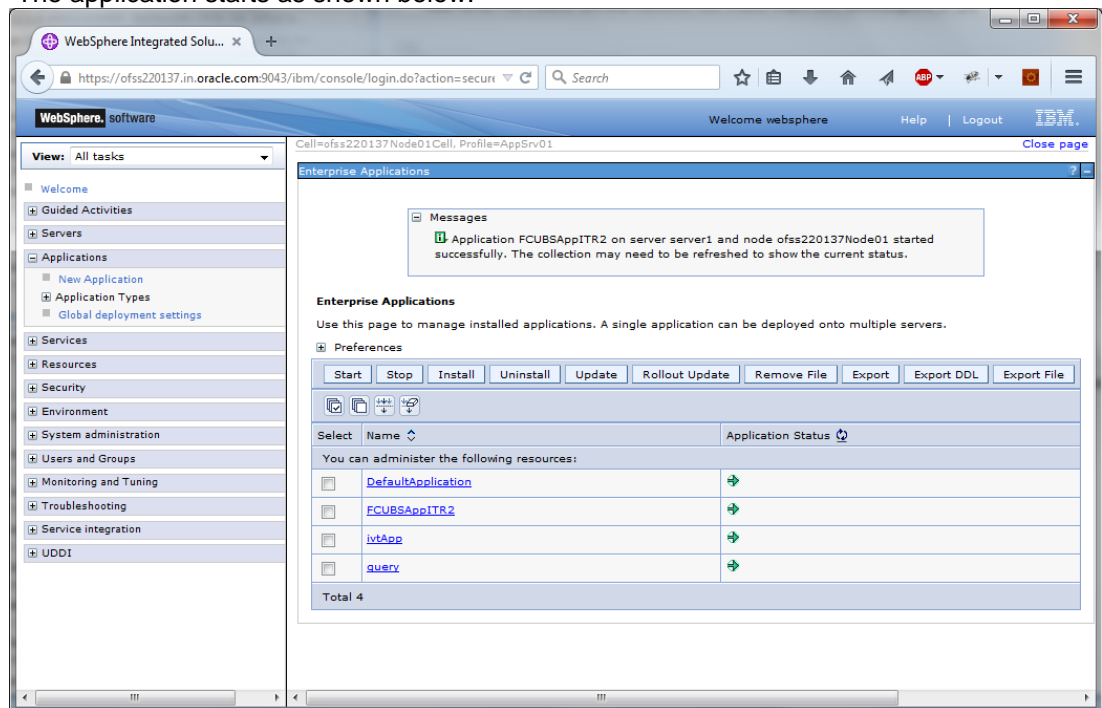 The application starts as shown below:
WebSphere Integrated Solu... × +
https://ofss220137.in.oracle.com:9043/ibm/console/login.do?action=secure
Search
ABP
WebSphere. software
Welcome websphere
Help | Logout
IBM.
View: All tasks
Welcome
Guided Activities
Servers
Applications
New Application
Application Types
Global deployment settings
Services
Resources
Security
Environment
System administration
Users and Groups
Monitoring and Tuning
Troubleshooting
Service integration
UDDI
Cell=ofss220137Node01Cell, Profile=AppSrv01
Close page
Enterprise Applications ? –
Messages
Application FCUBSAppITR2 on server server1 and node ofss220137Node01 started
successfully. The collection may need to be refreshed to show the current status.
Enterprise Applications
Use this page to manage installed applications. A single application can be deployed onto multiple servers.
Preferences
Start Stop Install Uninstall Update Rollout Update Remove File Export Export DDL Export File
Select Name Application Status
You can administer the following resources:
DefaultApplication
FCUBSAppITR2
ivtApp
query
Total 4